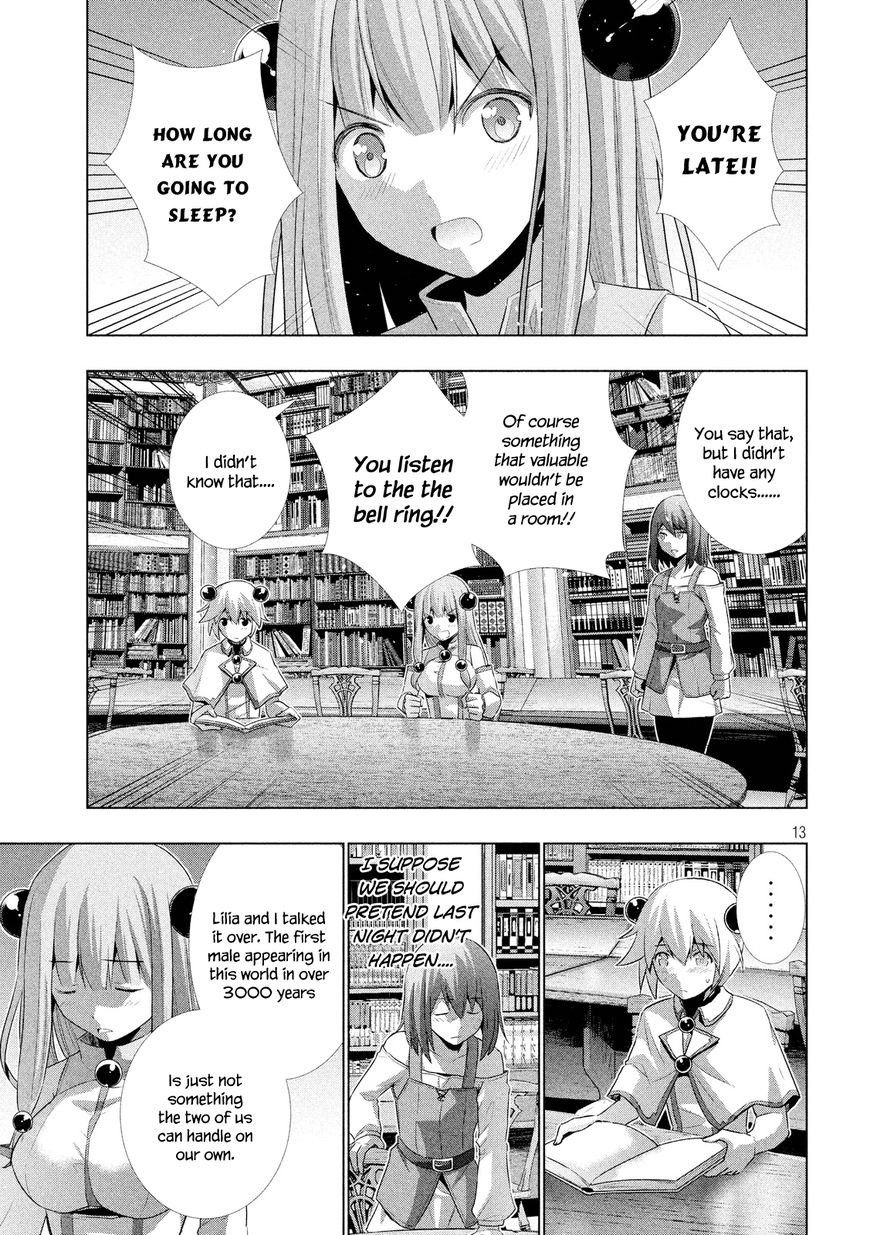 YOU'RE
LATE!!
HOW LONG
ARE YOU
GOING TO
SLEEP?
You say that,
but I didn't
have any
clocks......
Of course
something
that valuable
wouldn't be
placed in
a room!!
You listen
to the the
bell ring!!
I didn't
know that....
13
......
I SUPPOSE
WE SHOULD
PRETEND LAST
NIGHT DIDN'T
HAPPEN....
Lilia and I talked
it over. The first
male appearing in
this world in over
3000 years
Is just not
something
the two of us
can handle on
our own.